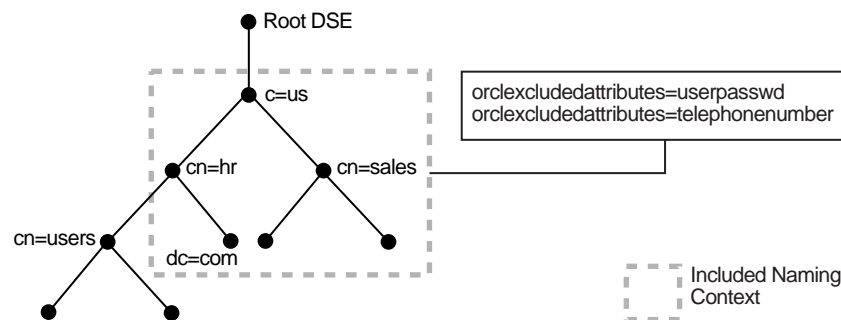 Root DSE
c=us
orclexcludedattributes=userpasswd
orclexcludedattributes=telephonenumber
cn=hr
cn=sales
cn=users
dc=com
Included Naming
Context